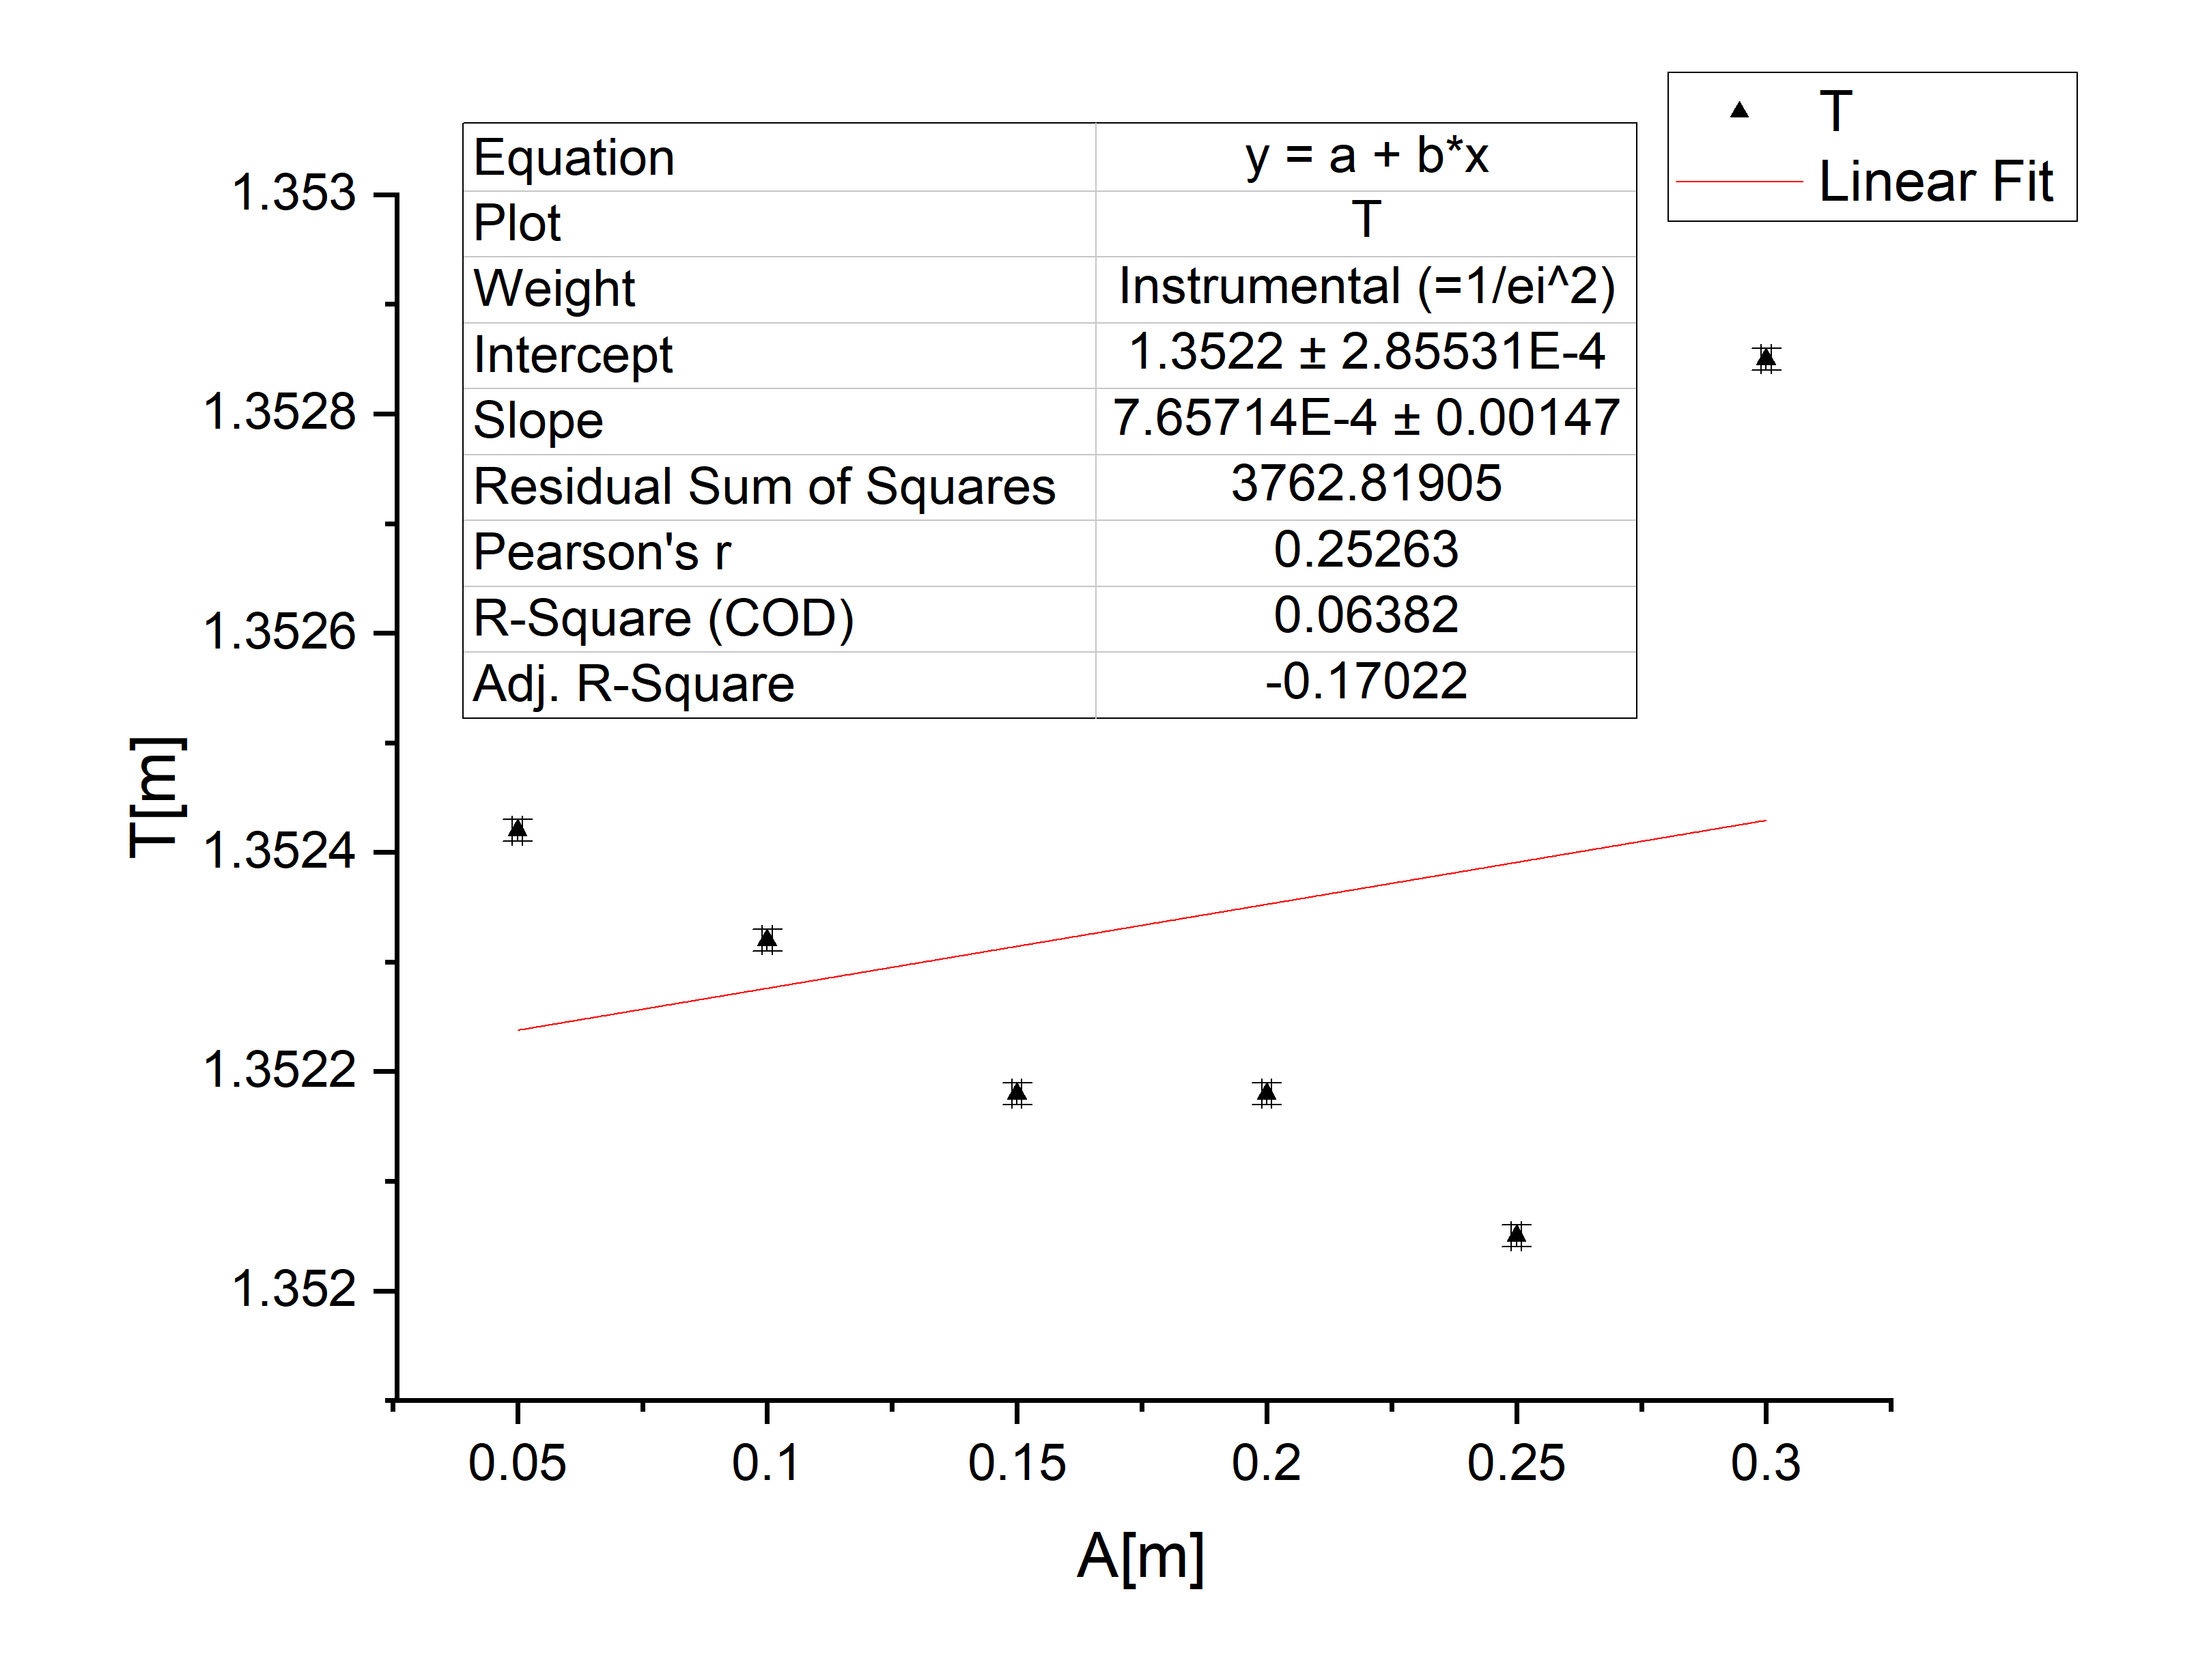 T
Linear Fit
Equation y = a + b*x
Plot T
Weight Instrumental (=1/ei^2)
Intercept 1.3522 ± 2.85531E-4
Slope 7.65714E-4 ± 0.00147
Residual Sum of Squares 3762.81905
Pearson's r 0.25263
R-Square (COD) 0.06382
Adj. R-Square -0.17022
1.353
1.3528
1.3526
1.3524
1.3522
1.352
T[m]
0.05 0.1 0.15 0.2 0.25 0.3
A[m]